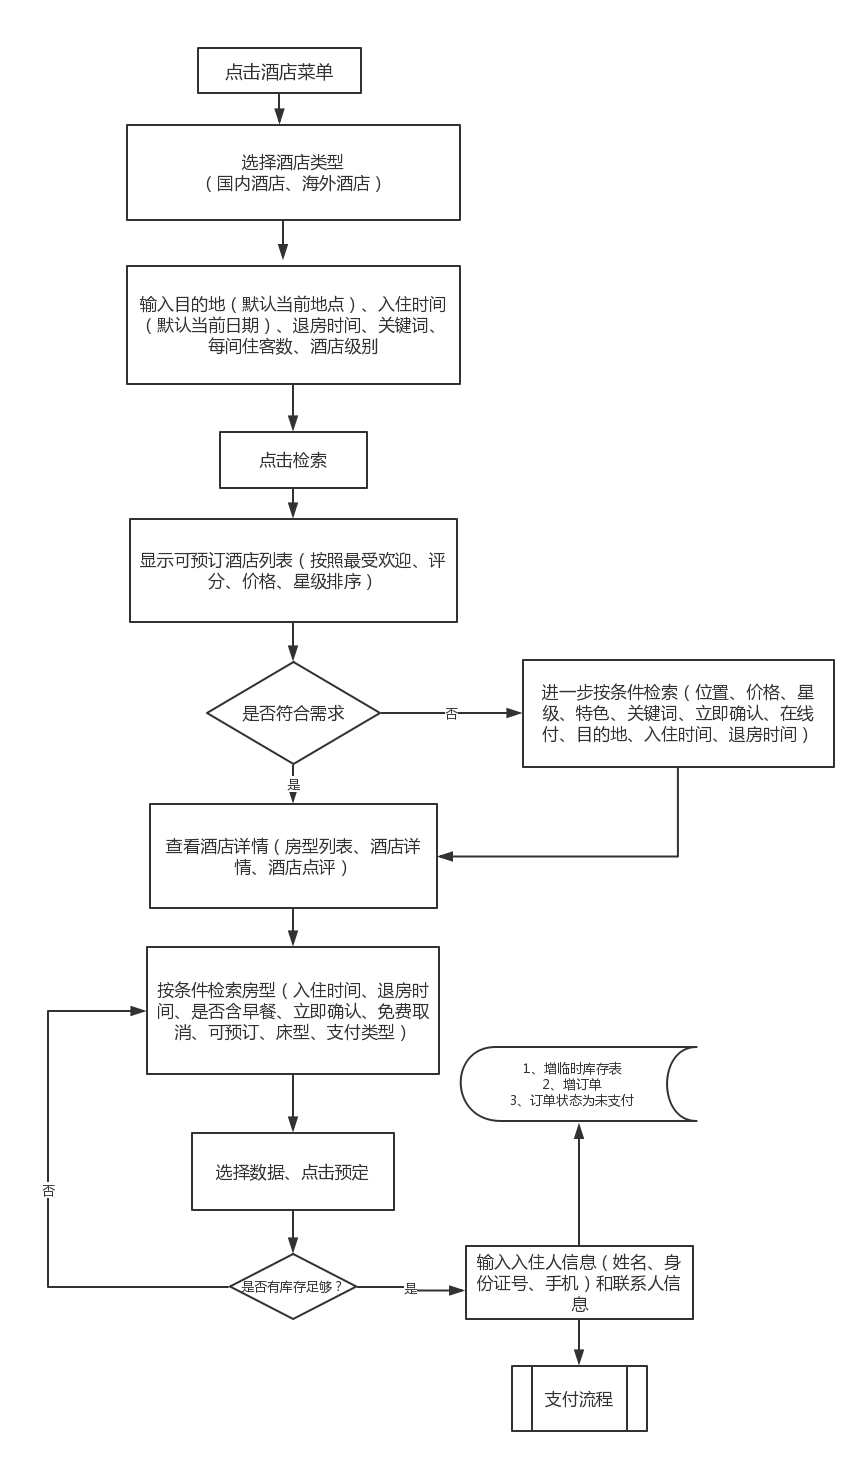 点击酒店菜单
选择酒店类型
（国内酒店、海外酒店）
输入目的地（默认当前地点）、入住时间
（默认当前日期）、退房时间、关键词、
每间住客数、酒店级别
点击检索
显示可预订酒店列表（按照最受欢迎、评
分、价格、星级排序）
是否符合需求
否
进一步按条件检索（位置、价格、星
级、特色、关键词、立即确认、在线
付、目的地、入住时间、退房时间）
是
查看酒店详情（房型列表、酒店详
情、酒店点评）
按条件检索房型（入住时间、退房时
间、是否含早餐、立即确认、免费取
消、可预订、床型、支付类型）
1、增临时库存表
2、增订单
3、订单状态为未支付
选择数据、点击预定
否
是否有库存足够？
是
输入入住人信息（姓名、身
份证号、手机）和联系人信
息
支付流程